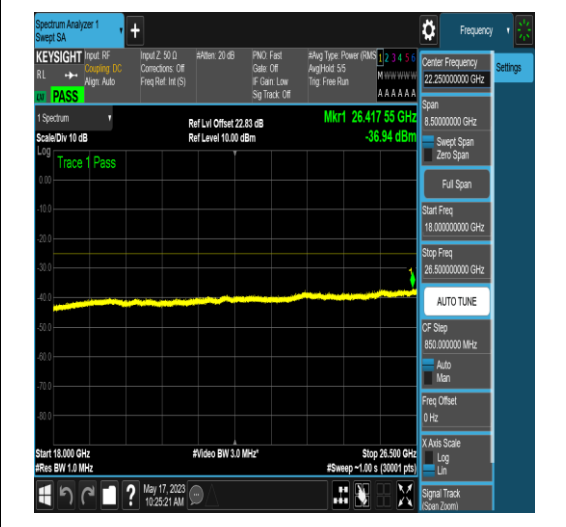 Spectrum Analyzer 1
Swept SA
Frequency
KEYSIGHT
Input: RF
RL
Coupling: DC
Align: Auto
Input Z: 50 Ω
Corrections: Off
Freq Ref: Int (S)
#Atten: 20 dB
PNO: Fast
Gate: Off
IF Gain: Low
Sig Track: Off
#Avg Type: Power (RMS
Avg|Hold: 5/5
Trig: Free Run
1 2 3 4 5 6
M W W W W W
A A A A A A
PASS
1 Spectrum
Scale/Div 10 dB
Ref Lvl Offset 22.83 dB
Ref Level 10.00 dBm
Mkr1 26.417 55 GHz
-36.94 dBm
Log
Trace 1 Pass
0.00
-10.0
-20.0
-30.0
-40.0
-50.0
-60.0
-70.0
-80.0
1
Start 18.000 GHz
#Res BW 1.0 MHz
#Video BW 3.0 MHz*
Stop 26.500 GHz
#Sweep ~1.00 s (30001 pts)
?
May 17, 2023
10:25:21 AM
Center Frequency
22.250000000 GHz
Settings
Span
8.50000000 GHz
Swept Span
Zero Span
Full Span
Start Freq
18.000000000 GHz
Stop Freq
26.500000000 GHz
AUTO TUNE
CF Step
850.000000 MHz
Auto
Man
Freq Offset
0 Hz
X Axis Scale
Log
Lin
Signal Track
(Span Zoom)